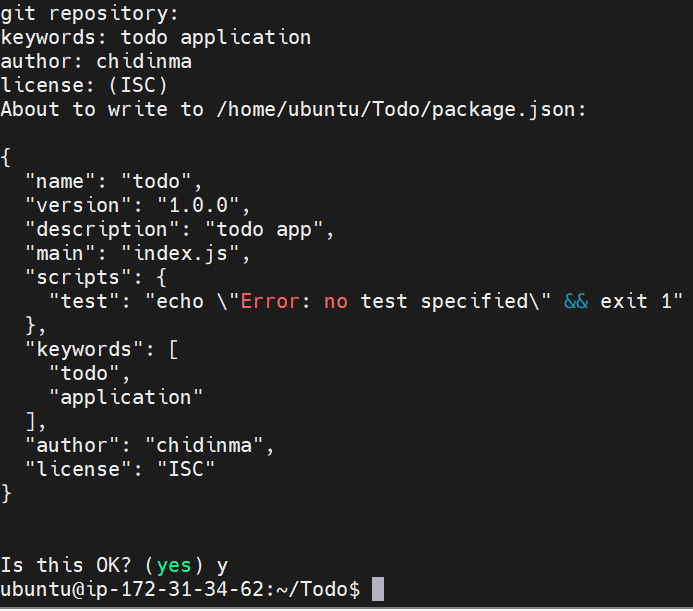 git repository:
keywords: todo application
author: chidinma
license: (ISC)
About to write to /home/ubuntu/Todo/package.json:
{
  "name": "todo",
  "version": "1.0.0",
  "description": "todo app",
  "main": "index.js",
  "scripts": {
    "test": "echo \"Error: no test specified\" && exit 1"
  },
  "keywords": [
    "todo",
    "application"
  ],
  "author": "chidinma",
  "license": "ISC"
}
Is this OK? (yes) y
ubuntu@ip-172-31-34-62:~/Todo$